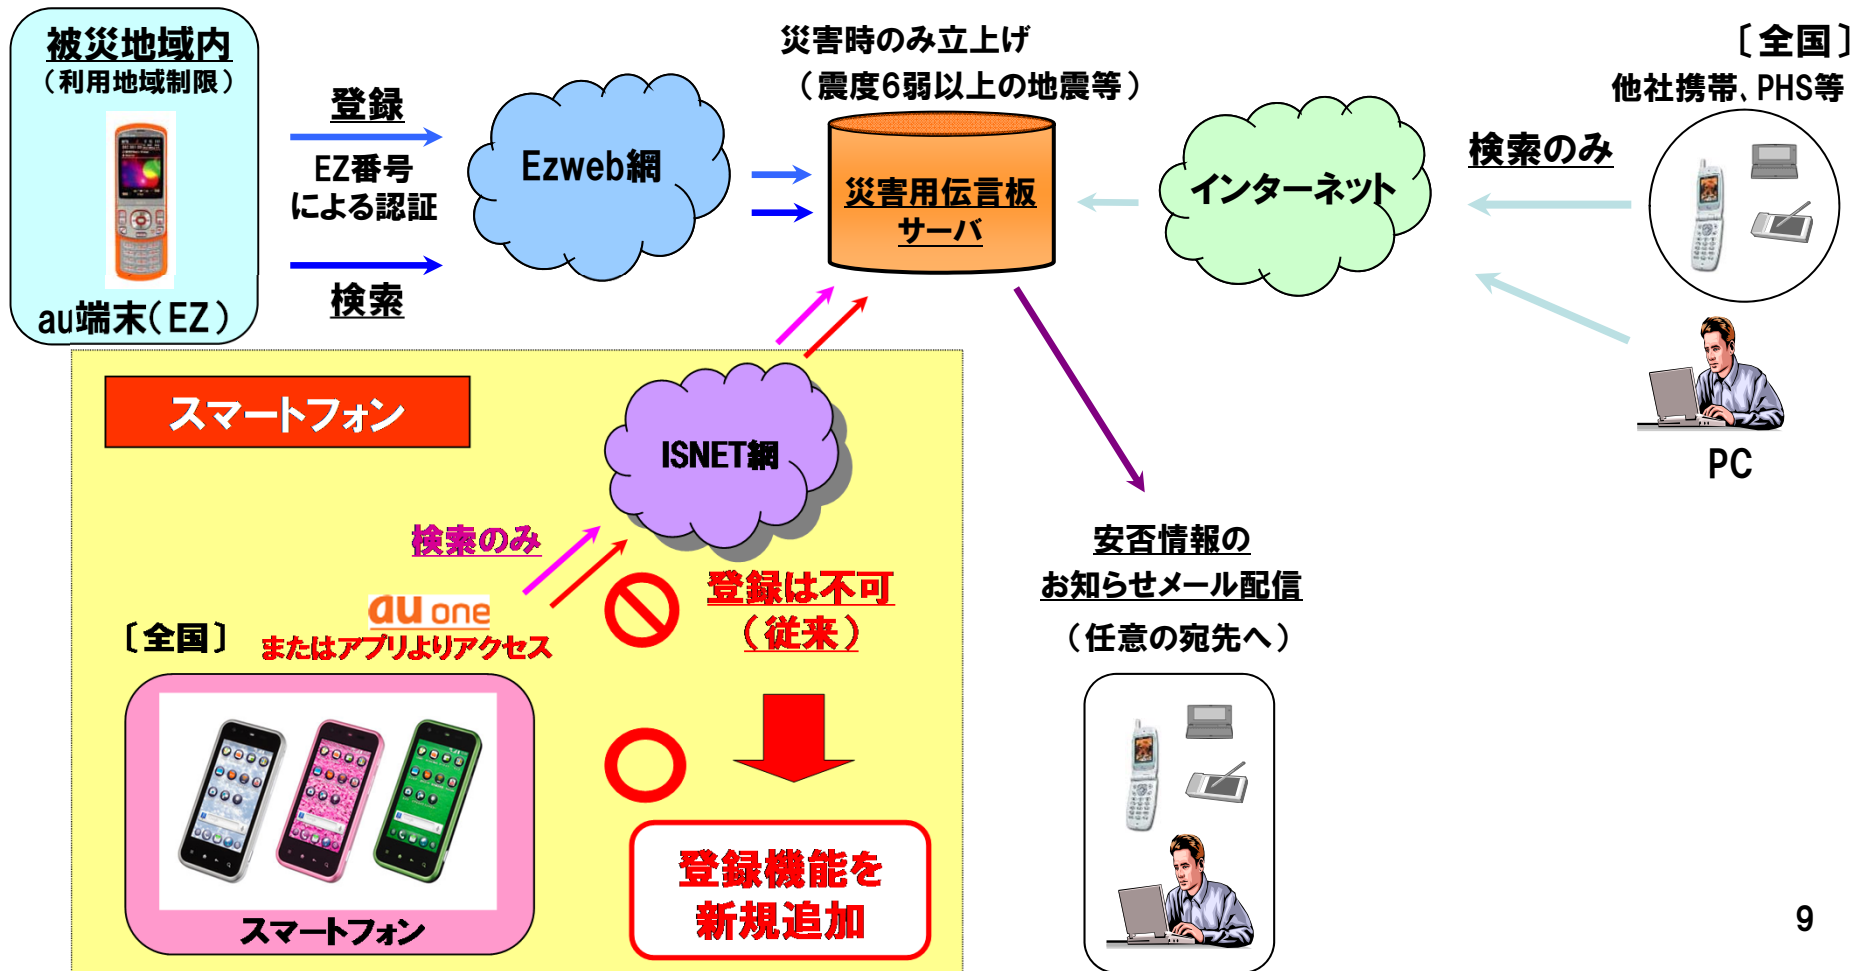 被災地域内
（利用地域制限）
au端末（EZ）
登録
EZ番号
による認証
検索
Ezweb網
災害時のみ立上げ
（震度6弱以上の地震等）
災害用伝言板
サーバ
インターネット
検索のみ
〔全国〕
他社携帯、PHS等
PC
スマートフォン
ISNET網
検索のみ
au one
〔全国〕
またはアプリよりアクセス
スマートフォン
登録は不可
（従来）
登録機能を
新規追加
安否情報の
お知らせメール配信
（任意の宛先へ）
9